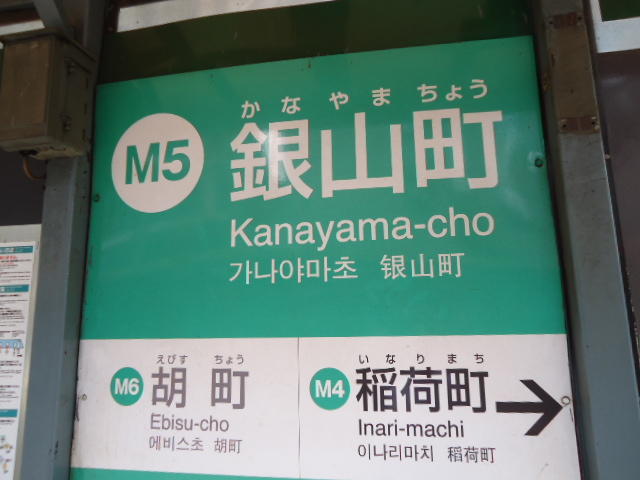 かなやまちょう
M5 銀山町
Kanayama-cho
가나야마초 银山町
えびす ちょう
M6 胡 町
Ebisu-cho
에비스초 胡町
いなりまち
M4 稲荷町
Inari-machi
이나리마치 稻荷町